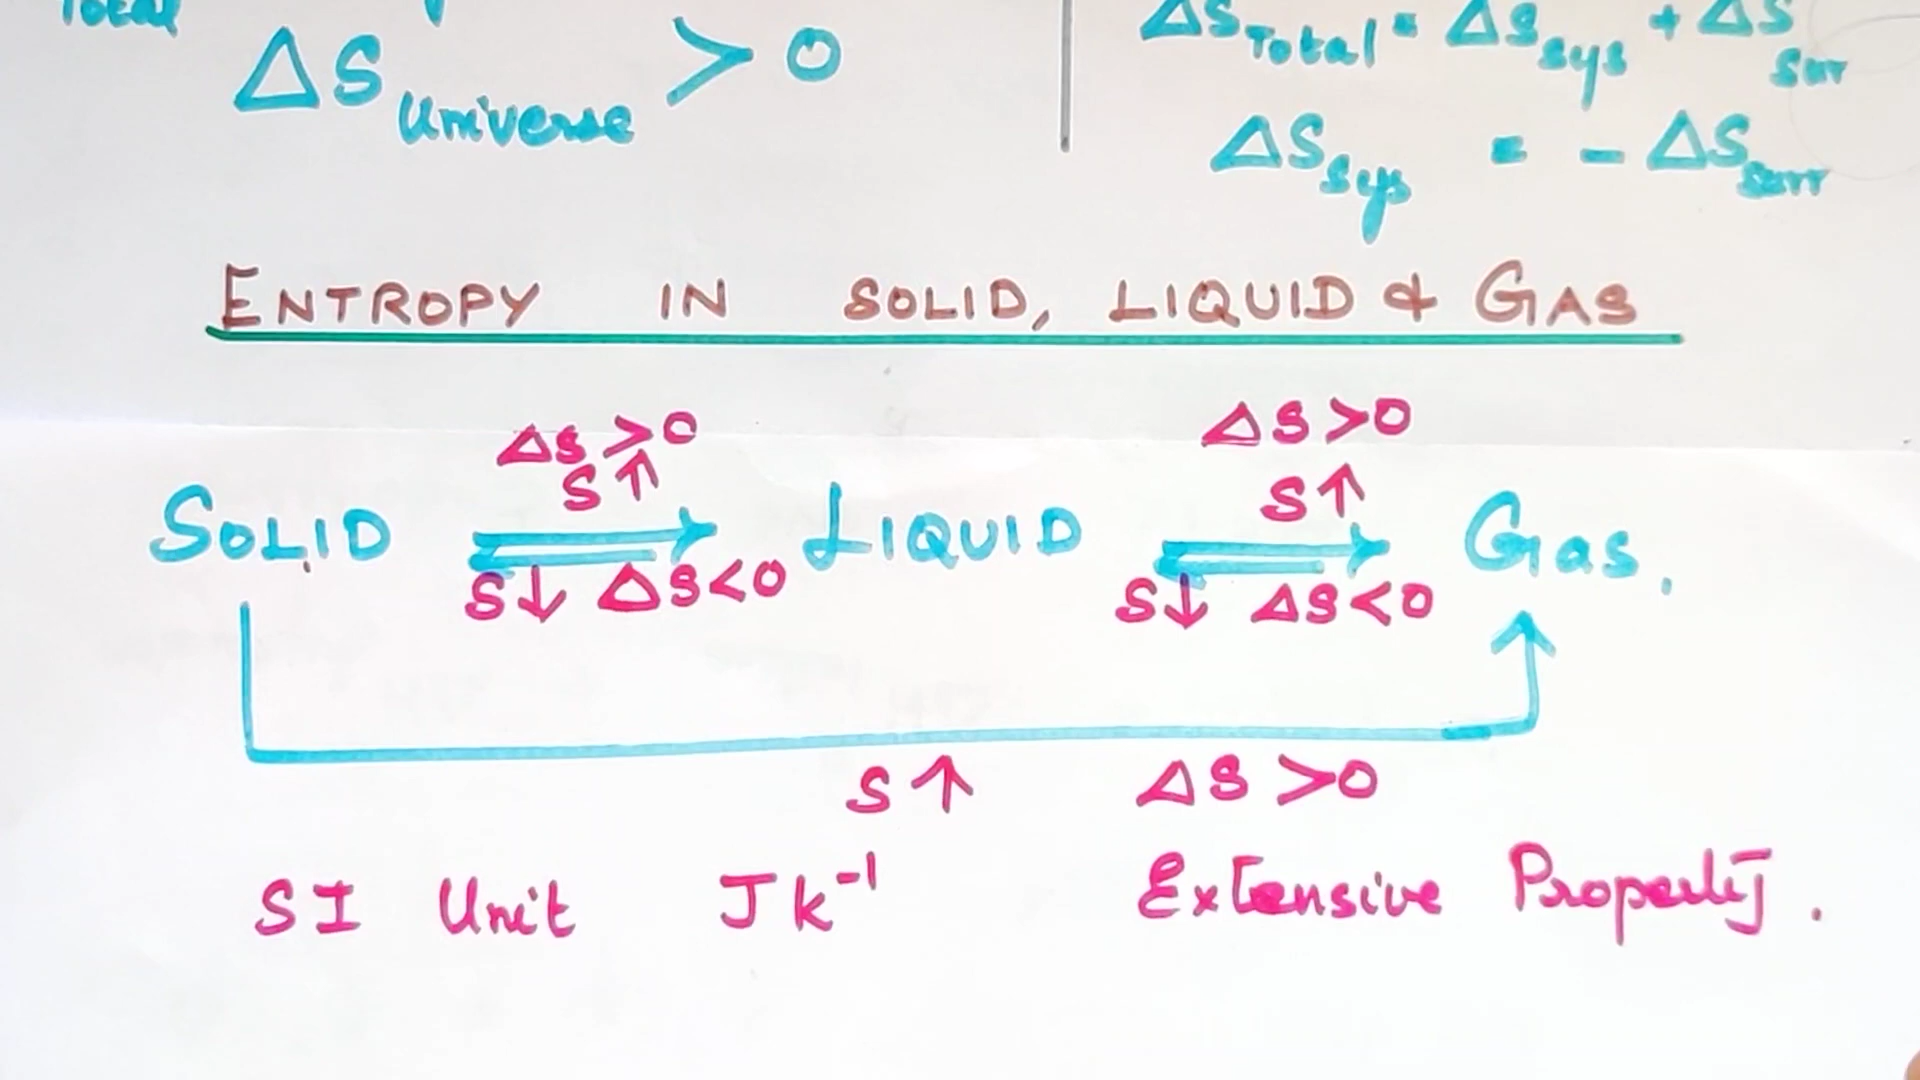 Total
ΔS Universe > 0
ΔS Total = ΔS sys + ΔS surr
ΔS sys = - ΔS surr
ENTROPY IN SOLID, LIQUID & GAS
ΔS > 0
S↑
ΔS > 0
S↑
SOLID ⇌ LIQUID ⇌ Gas.
S↓ ΔS < 0
S↓ ΔS < 0
S↑ ΔS > 0
SI Unit Jk⁻¹ Extensive Property.